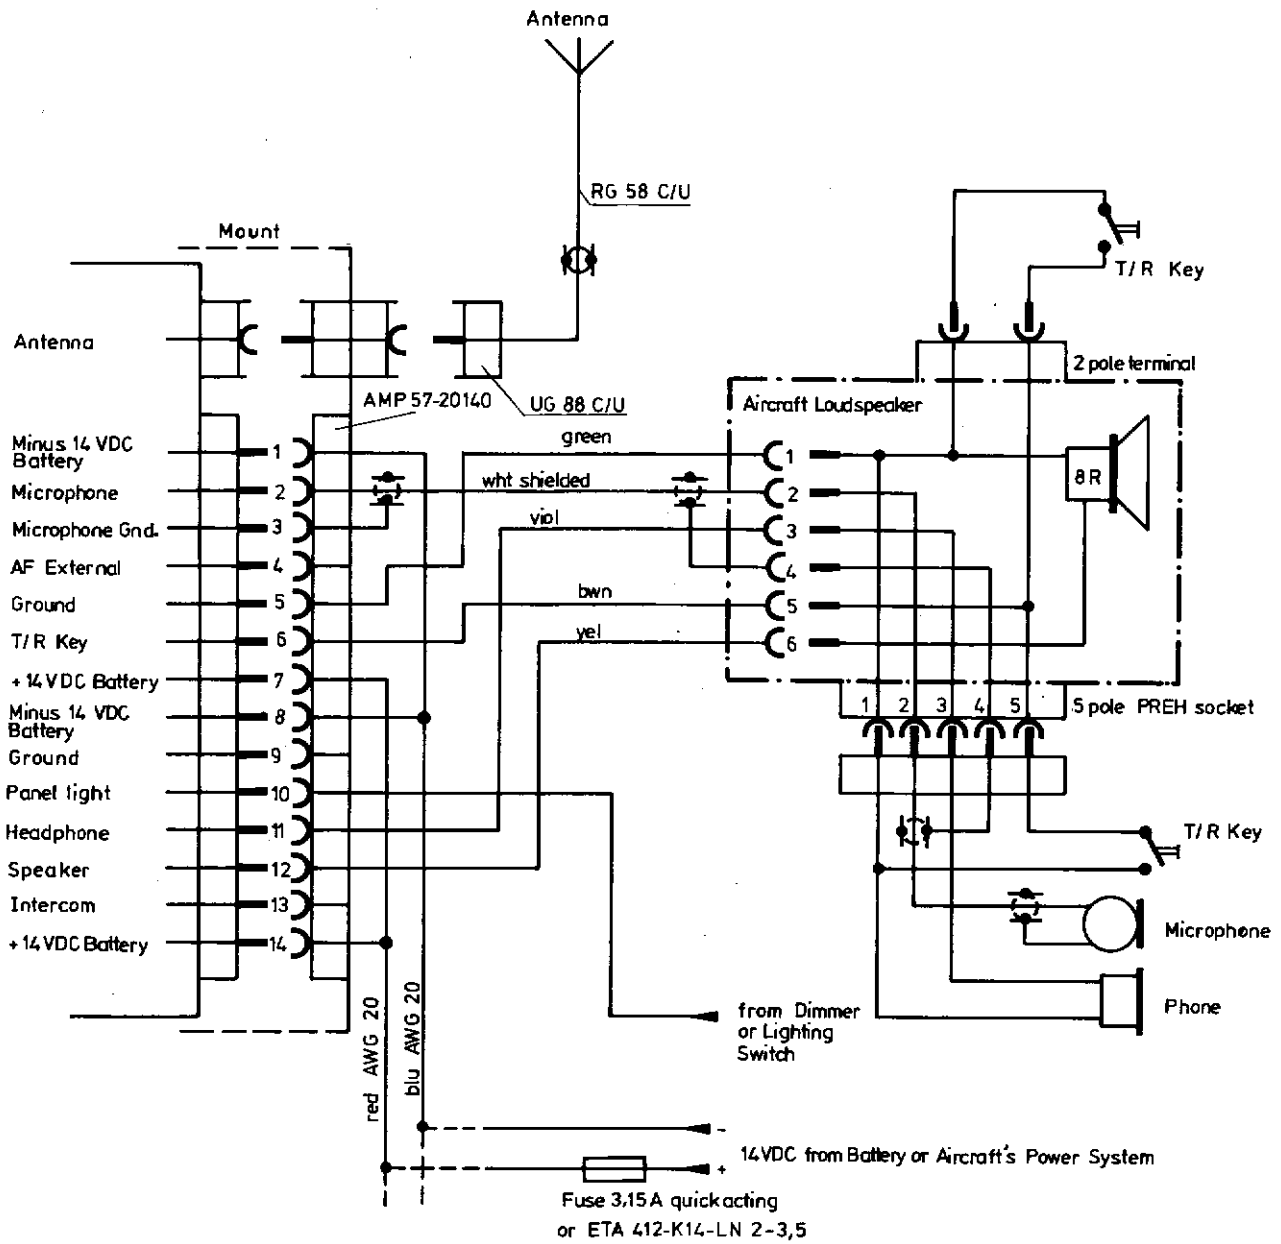 Antenna
RG 58 C/U
Mount
T/R Key
Antenna
2 pole terminal
AMP 57-20140
UG 88 C/U
Aircraft Loudspeaker
green
Minus 14 VDC
Battery
1
1
8R
Microphone
2
wht shielded
2
Microphone Gnd.
3
viol
3
AF External
4
4
Ground
5
bwn
5
T/R Key
6
yel
6
+14VDC Battery
7
Minus 14 VDC
Battery
8
1 2 3 4 5
5 pole PREH socket
Ground
9
Panel light
10
Headphone
11
T/R Key
Speaker
12
Intercom
13
Microphone
+14VDC Battery
14
red AWG 20
blu AWG 20
from Dimmer
or Lighting
Switch
Phone
-
14VDC from Battery or Aircraft's Power System
+
Fuse 3,15A quickacting
or ETA 412-K14-LN 2-3,5